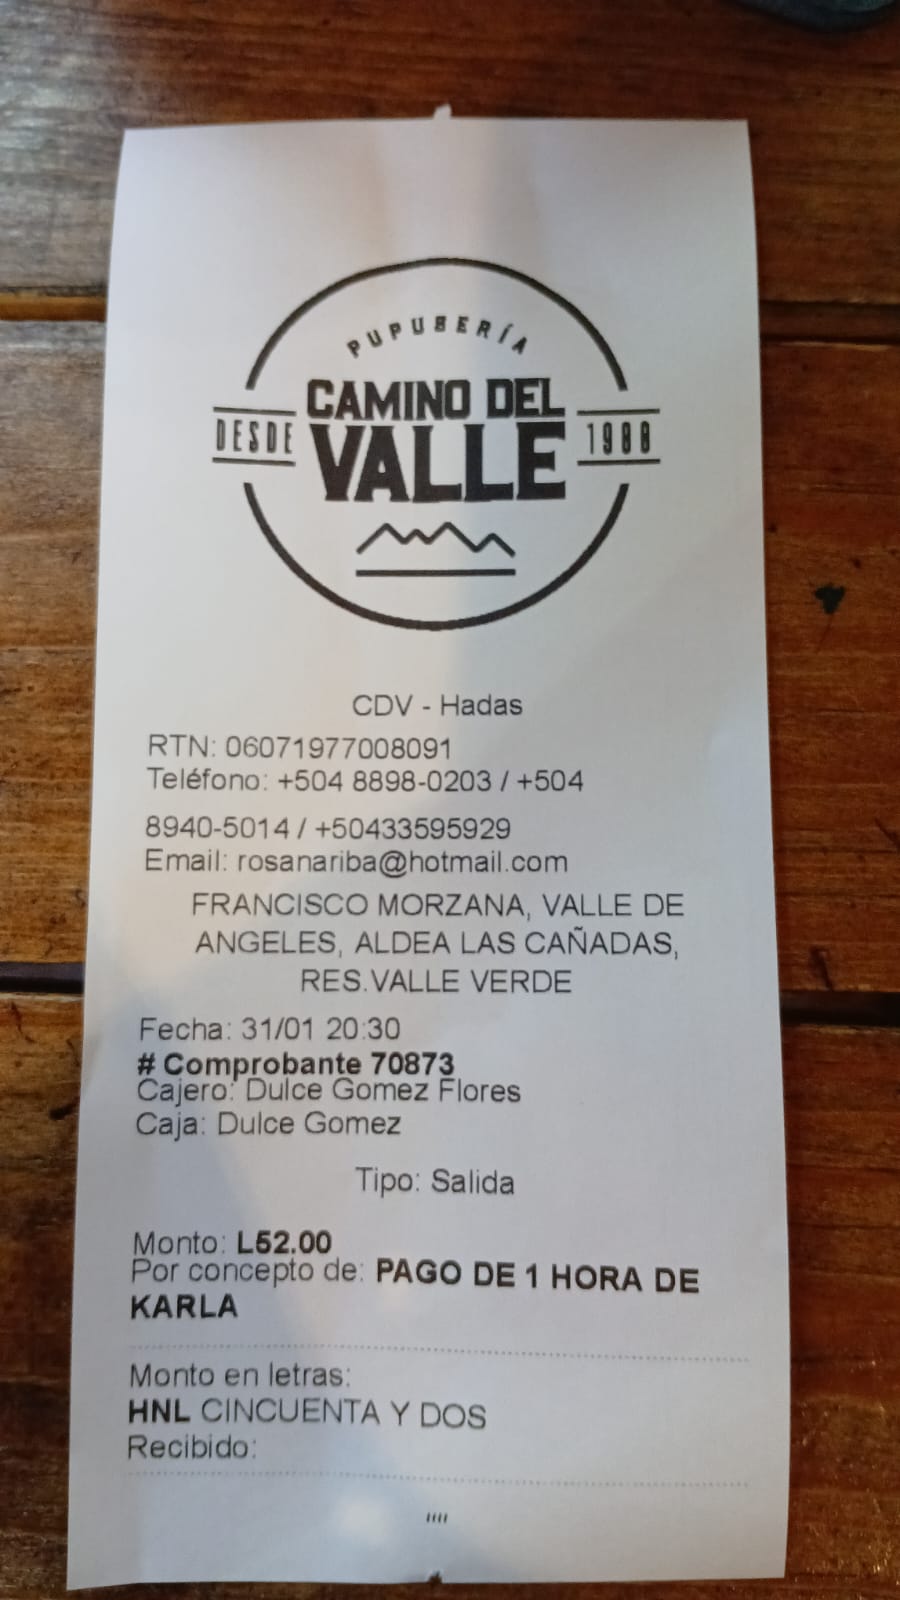 PUPUSERÍA
CAMINO DEL
DESDE VALLE 1988
CDV - Hadas
RTN: 06071977008091
Teléfono: +504 8898-0203 / +504
8940-5014 / +50433595929
Email: rosanariba@hotmail.com
FRANCISCO MORZANA, VALLE DE
ANGELES, ALDEA LAS CAÑADAS,
RES.VALLE VERDE
Fecha: 31/01 20:30
# Comprobante 70873
Cajero: Dulce Gomez Flores
Caja: Dulce Gomez
Tipo: Salida
Monto: L52.00
Por concepto de: PAGO DE 1 HORA DE
KARLA
Monto en letras:
HNL CINCUENTA Y DOS
Recibido:
////